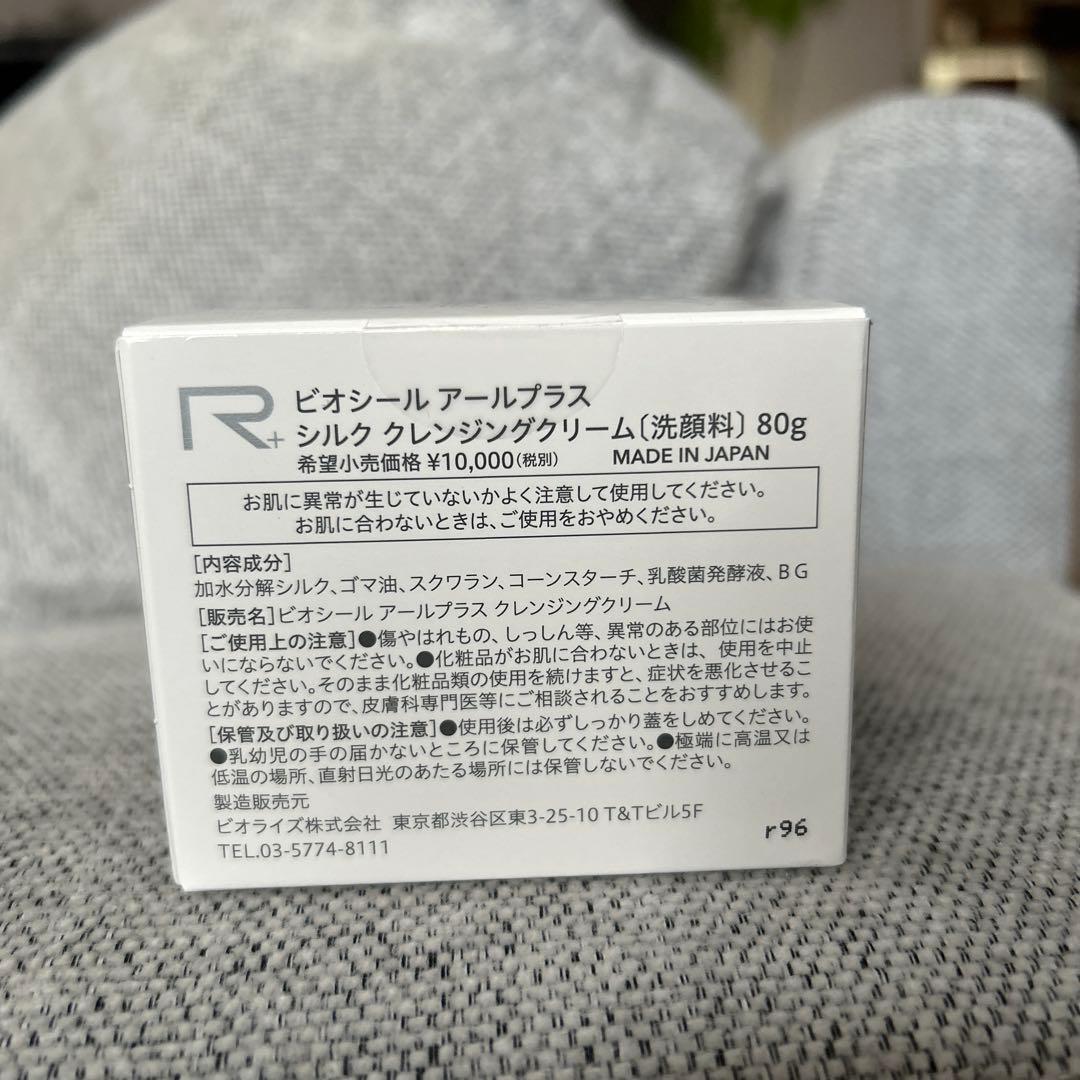 R+
ビオシール アールプラス
シルク クレンジングクリーム〔洗顔料〕 80g
希望小売価格 ¥10,000(税別) MADE IN JAPAN
お肌に異常が生じていないかよく注意して使用してください。
お肌に合わないときは、ご使用をおやめください。
[内容成分]
加水分解シルク、ゴマ油、スクワラン、コーンスターチ、乳酸菌発酵液、BG
[販売名]ビオシール アールプラス クレンジングクリーム
[ご使用上の注意]●傷やはれもの、しっしん等、異常のある部位にはお使
いにならないでください。●化粧品がお肌に合わないときは、使用を中止
してください。そのまま化粧品類の使用を続けますと、症状を悪化させるこ
とがありますので、皮膚科専門医等にご相談されることをおすすめします。
[保管及び取り扱いの注意]●使用後は必ずしっかり蓋をしめてください。
●乳幼児の手の届かないところに保管してください。●極端に高温又は
低温の場所、直射日光のあたる場所には保管しないでください。
製造販売元
ビオライズ株式会社 東京都渋谷区東3-25-10 T&Tビル5F
TEL.03-5774-8111
r96